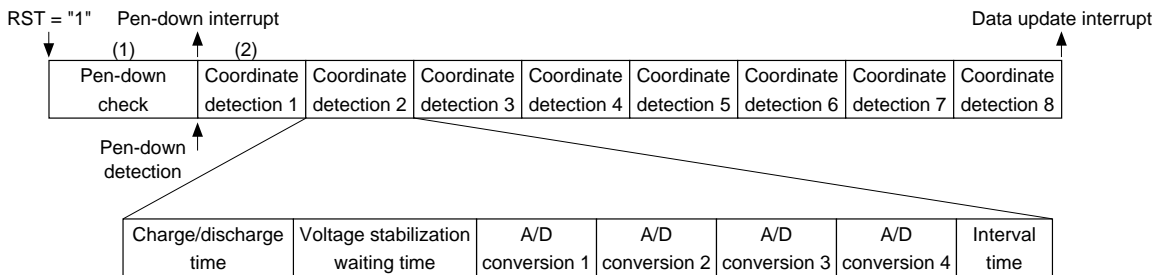 RST = "1" Pen-down interrupt Data update interrupt
(1) (2)
Pen-down Coordinate Coordinate Coordinate Coordinate Coordinate Coordinate Coordinate Coordinate
check detection 1 detection 2 detection 3 detection 4 detection 5 detection 6 detection 7 detection 8
Pen-down
detection
Charge/discharge Voltage stabilization A/D A/D A/D A/D Interval
time waiting time conversion 1 conversion 2 conversion 3 conversion 4 time